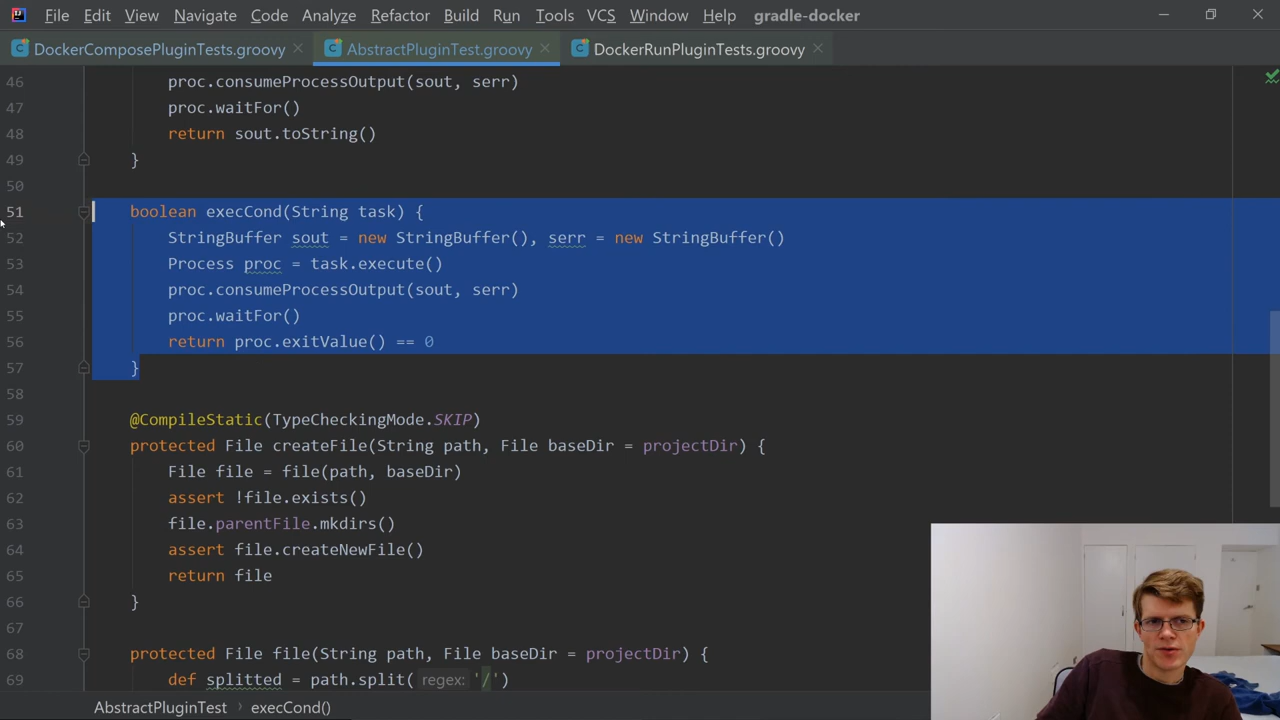 File Edit View Navigate Code Analyze Refactor Build Run Tools VCS Window Help gradle-docker
DockerComposePluginTests.groovy AbstractPluginTest.groovy DockerRunPluginTests.groovy
46 proc.consumeProcessOutput(sout, serr)
47 proc.waitFor()
48 return sout.toString()
49 }
50
51 boolean execCond(String task) {
52 StringBuffer sout = new StringBuffer(), serr = new StringBuffer()
53 Process proc = task.execute()
54 proc.consumeProcessOutput(sout, serr)
55 proc.waitFor()
56 return proc.exitValue() == 0
57 }
58
59 @CompileStatic(TypeCheckingMode.SKIP)
60 protected File createFile(String path, File baseDir = projectDir) {
61 File file = file(path, baseDir)
62 assert !file.exists()
63 file.parentFile.mkdirs()
64 assert file.createNewFile()
65 return file
66 }
67
68 protected File file(String path, File baseDir = projectDir) {
69 def splitted = path.split( regex: '/')
AbstractPluginTest execCond()